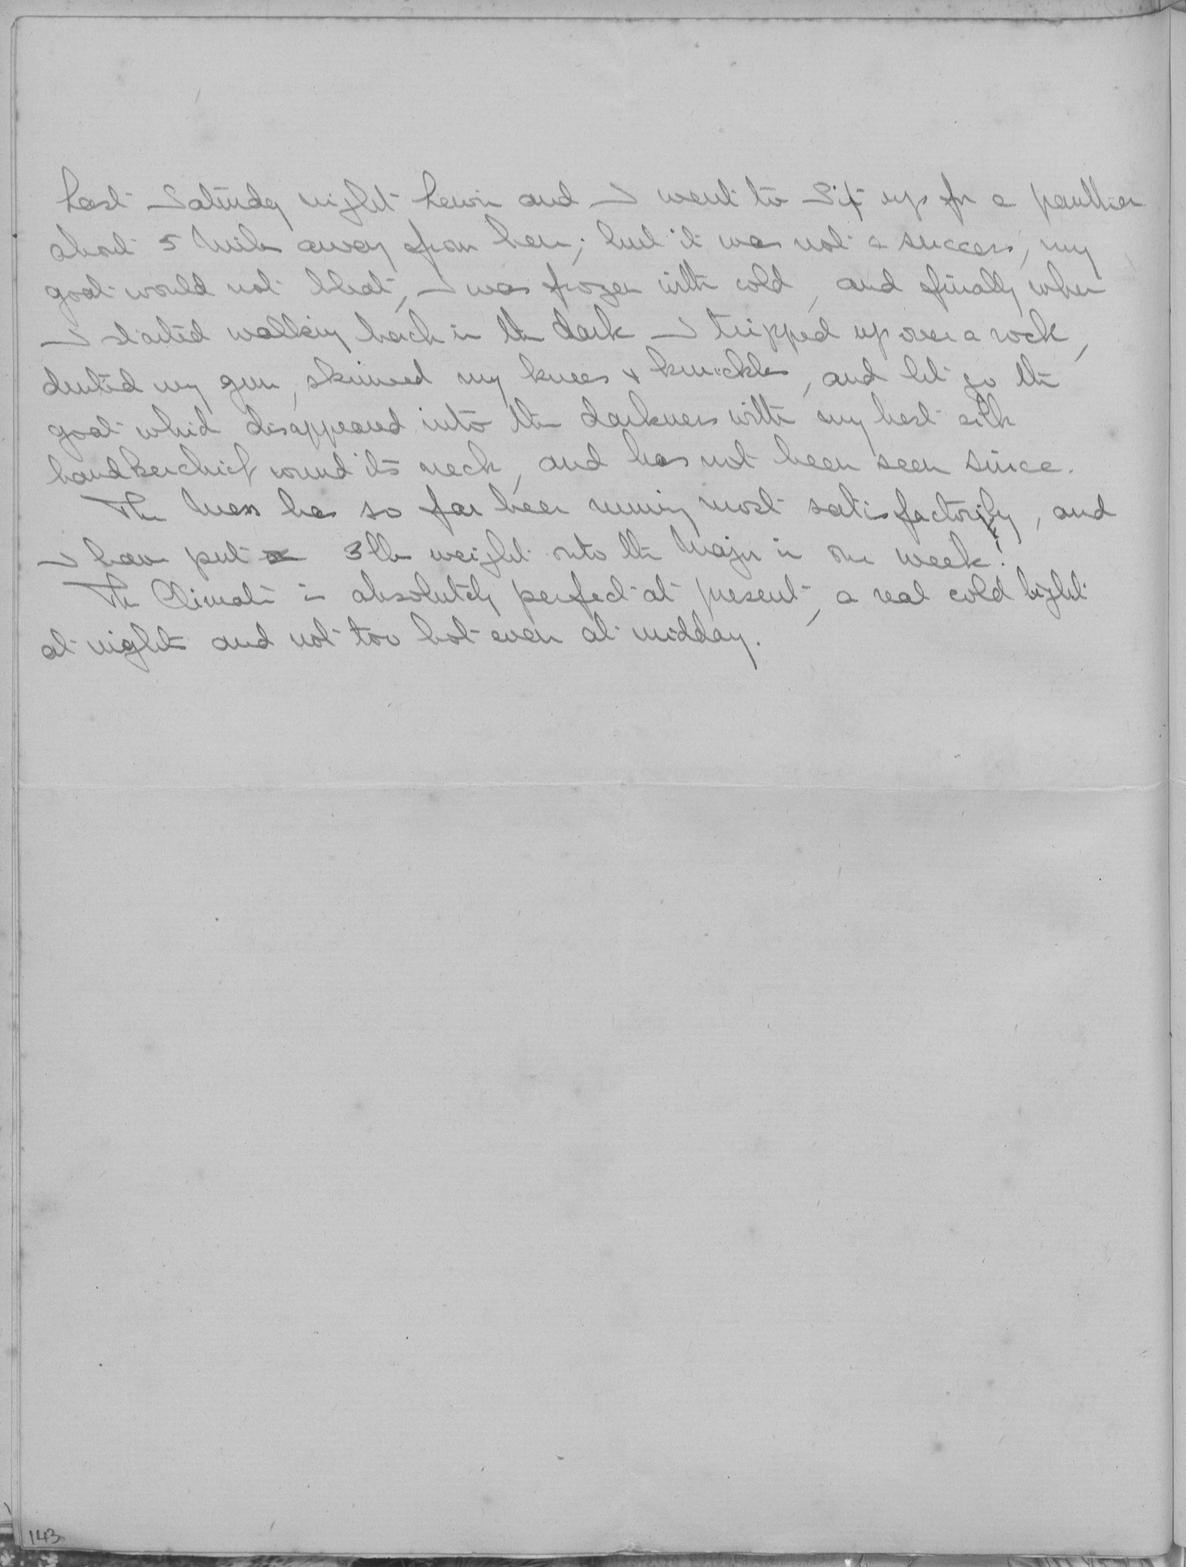 Last Saturday night Lewin and I went to sit up for a panther
about 5 Miles away from here; but it was not a success, my
goat would not bleat, I was frozen with cold, and finally when
I started walking back in the dark I tripped up over a rock,
dented my gun, skinned my knees & knuckles, and let go the
goat which disappeared into the darkness with my best silk
handkerchief round its neck, and has not been seen since.
The Mess has so far been running most satisfactorily, and
I have put 3lbs weight onto the Major in one week!
The Climate is absolutely perfect at present, a real cold bight
at nights and not too hot even at midday.
143